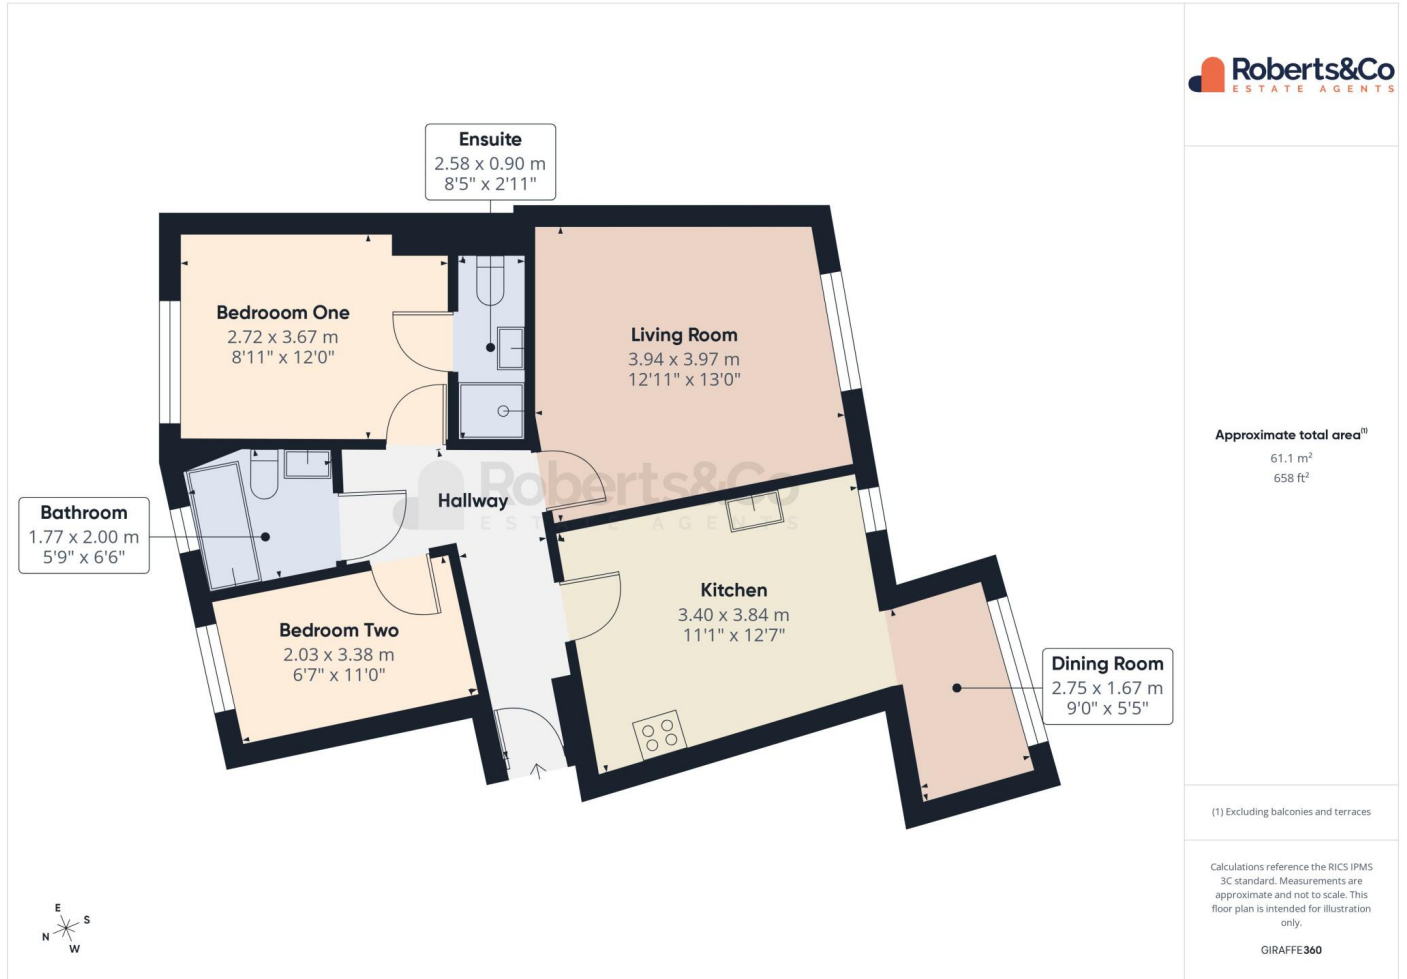 Roberts&Co
ESTATE AGENTS
Ensuite
2.58 x 0.90 m
8'5" x 2'11"
Bedrooom One
2.72 x 3.67 m
8'11" x 12'0"
Living Room
3.94 x 3.97 m
12'11" x 13'0"
Approximate total area(1)
61.1 m²
658 ft²
Roberts&Co
ESTATE AGENTS
Hallway
Bathroom
1.77 x 2.00 m
5'9" x 6'6"
Kitchen
3.40 x 3.84 m
11'1" x 12'7"
Bedroom Two
2.03 x 3.38 m
6'7" x 11'0"
Dining Room
2.75 x 1.67 m
9'0" x 5'5"
(1) Excluding balconies and terraces
Calculations reference the RICS IPMS
3C standard. Measurements are
approximate and not to scale. This
floor plan is intended for illustration
only.
GIRAFFE360
E
S
N
W